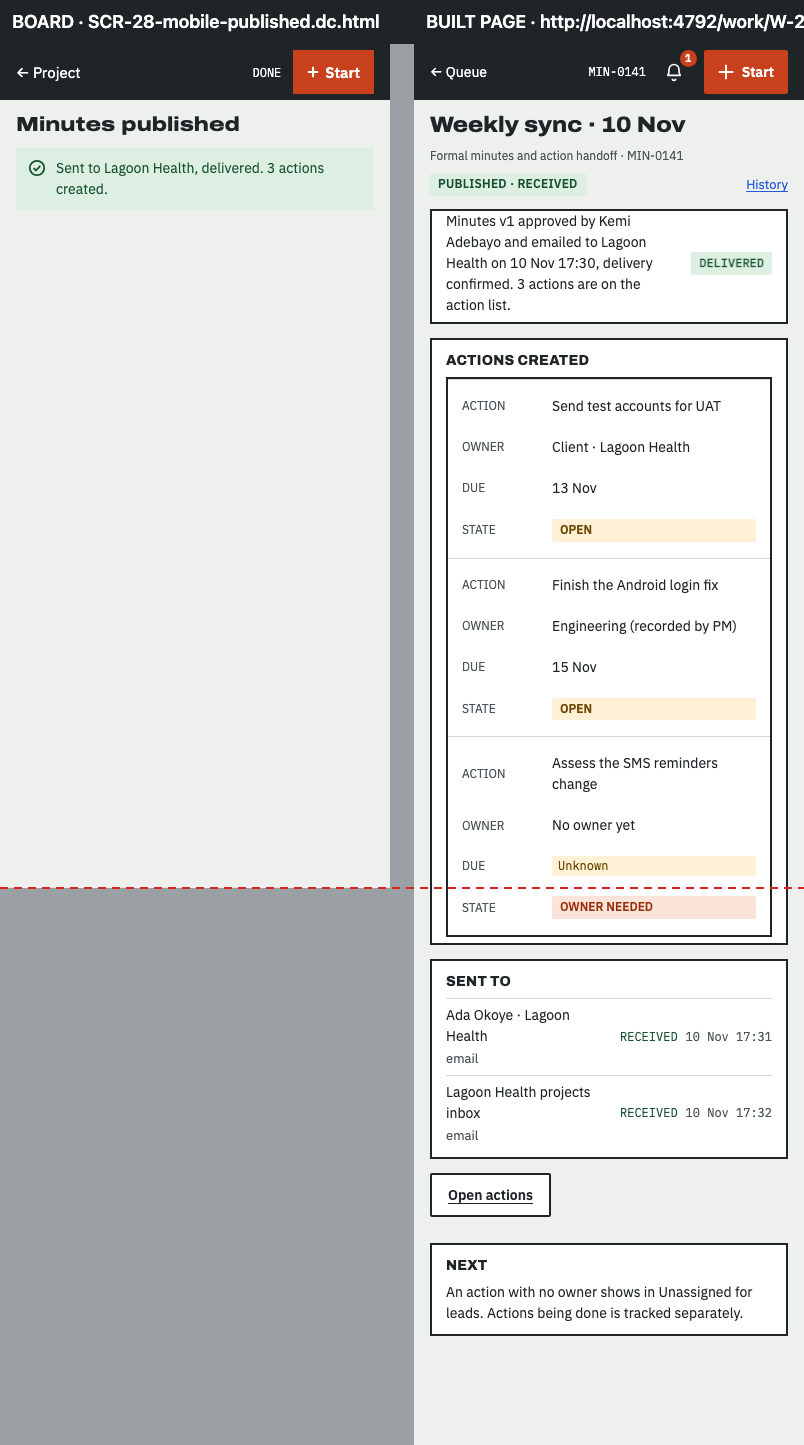 BOARD · SCR-28-mobile-published.dc.html
← Project
DONE
+ Start
Minutes published
Sent to Lagoon Health, delivered. 3 actions
created.
BUILT PAGE · http://localhost:4792/work/W-2
← Queue
MIN-0141
1
+ Start
Weekly sync · 10 Nov
Formal minutes and action handoff · MIN-0141
PUBLISHED · RECEIVED
History
Minutes v1 approved by Kemi
Adebayo and emailed to Lagoon
Health on 10 Nov 17:30, delivery
confirmed. 3 actions are on the
action list.
DELIVERED
ACTIONS CREATED
ACTION Send test accounts for UAT
OWNER Client · Lagoon Health
DUE 13 Nov
STATE OPEN
ACTION Finish the Android login fix
OWNER Engineering (recorded by PM)
DUE 15 Nov
STATE OPEN
ACTION Assess the SMS reminders
change
OWNER No owner yet
DUE Unknown
STATE OWNER NEEDED
SENT TO
Ada Okoye · Lagoon
Health
email
RECEIVED 10 Nov 17:31
Lagoon Health projects
inbox
email
RECEIVED 10 Nov 17:32
Open actions
NEXT
An action with no owner shows in Unassigned for
leads. Actions being done is tracked separately.